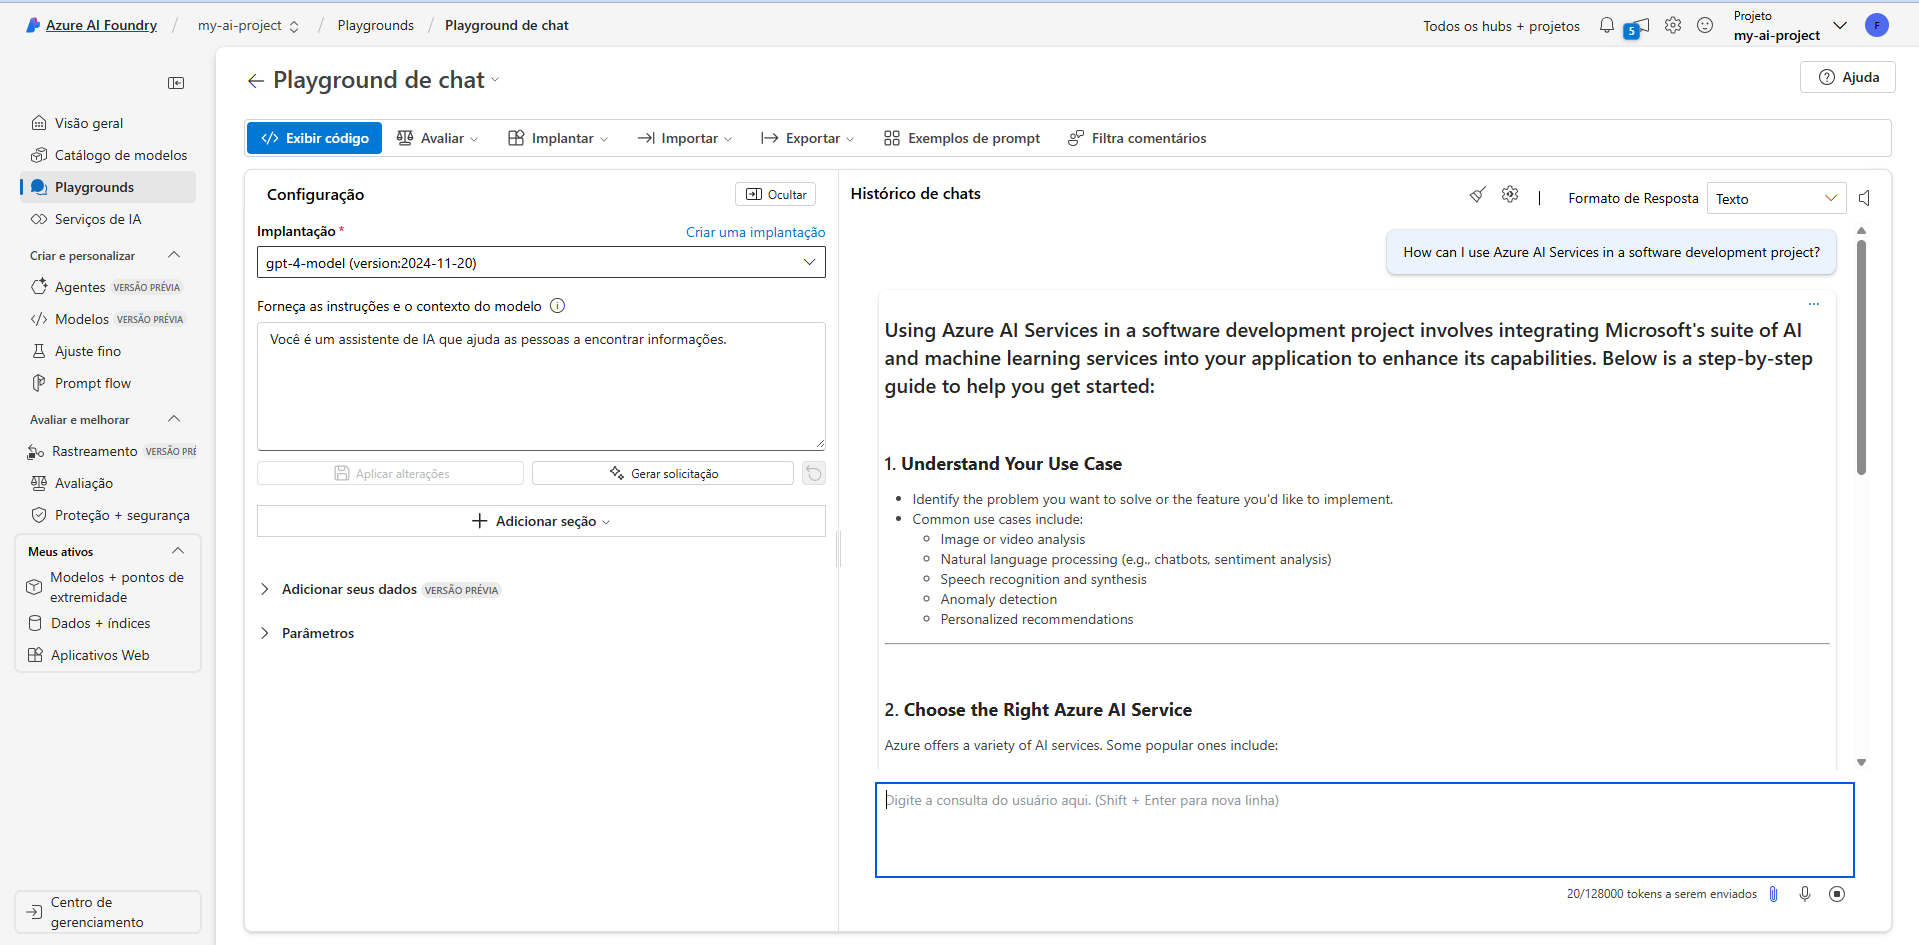 Azure AI Foundry / my-ai-project / Playgrounds / Playground de chat
Todos os hubs + projetos
5
Projeto
my-ai-project
F
Playground de chat
Ajuda
Visão geral
Catálogo de modelos
Playgrounds
Serviços de IA
Criar e personalizar
Agentes VERSÃO PRÉVIA
Modelos VERSÃO PRÉVIA
Ajuste fino
Prompt flow
Avaliar e melhorar
Rastreamento VERSÃO PRÉ
Avaliação
Proteção + segurança
Meus ativos
Modelos + pontos de
extremidade
Dados + índices
Aplicativos Web
Centro de
gerenciamento
Exibir código Avaliar Implantar Importar Exportar Exemplos de prompt Filtra comentários
Configuração
Ocultar
Implantação *
Criar uma implantação
gpt-4-model (version:2024-11-20)
Forneça as instruções e o contexto do modelo
Você é um assistente de IA que ajuda as pessoas a encontrar informações.
Aplicar alterações
Gerar solicitação
Adicionar seção
Adicionar seus dados VERSÃO PRÉVIA
Parâmetros
Histórico de chats
Formato de Resposta
Texto
How can I use Azure AI Services in a software development project?
Using Azure AI Services in a software development project involves integrating Microsoft's suite of AI
and machine learning services into your application to enhance its capabilities. Below is a step-by-step
guide to help you get started:
1. Understand Your Use Case
• Identify the problem you want to solve or the feature you'd like to implement.
• Common use cases include:
◦ Image or video analysis
◦ Natural language processing (e.g., chatbots, sentiment analysis)
◦ Speech recognition and synthesis
◦ Anomaly detection
◦ Personalized recommendations
2. Choose the Right Azure AI Service
Azure offers a variety of AI services. Some popular ones include:
Digite a consulta do usuário aqui. (Shift + Enter para nova linha)
20/128000 tokens a serem enviados